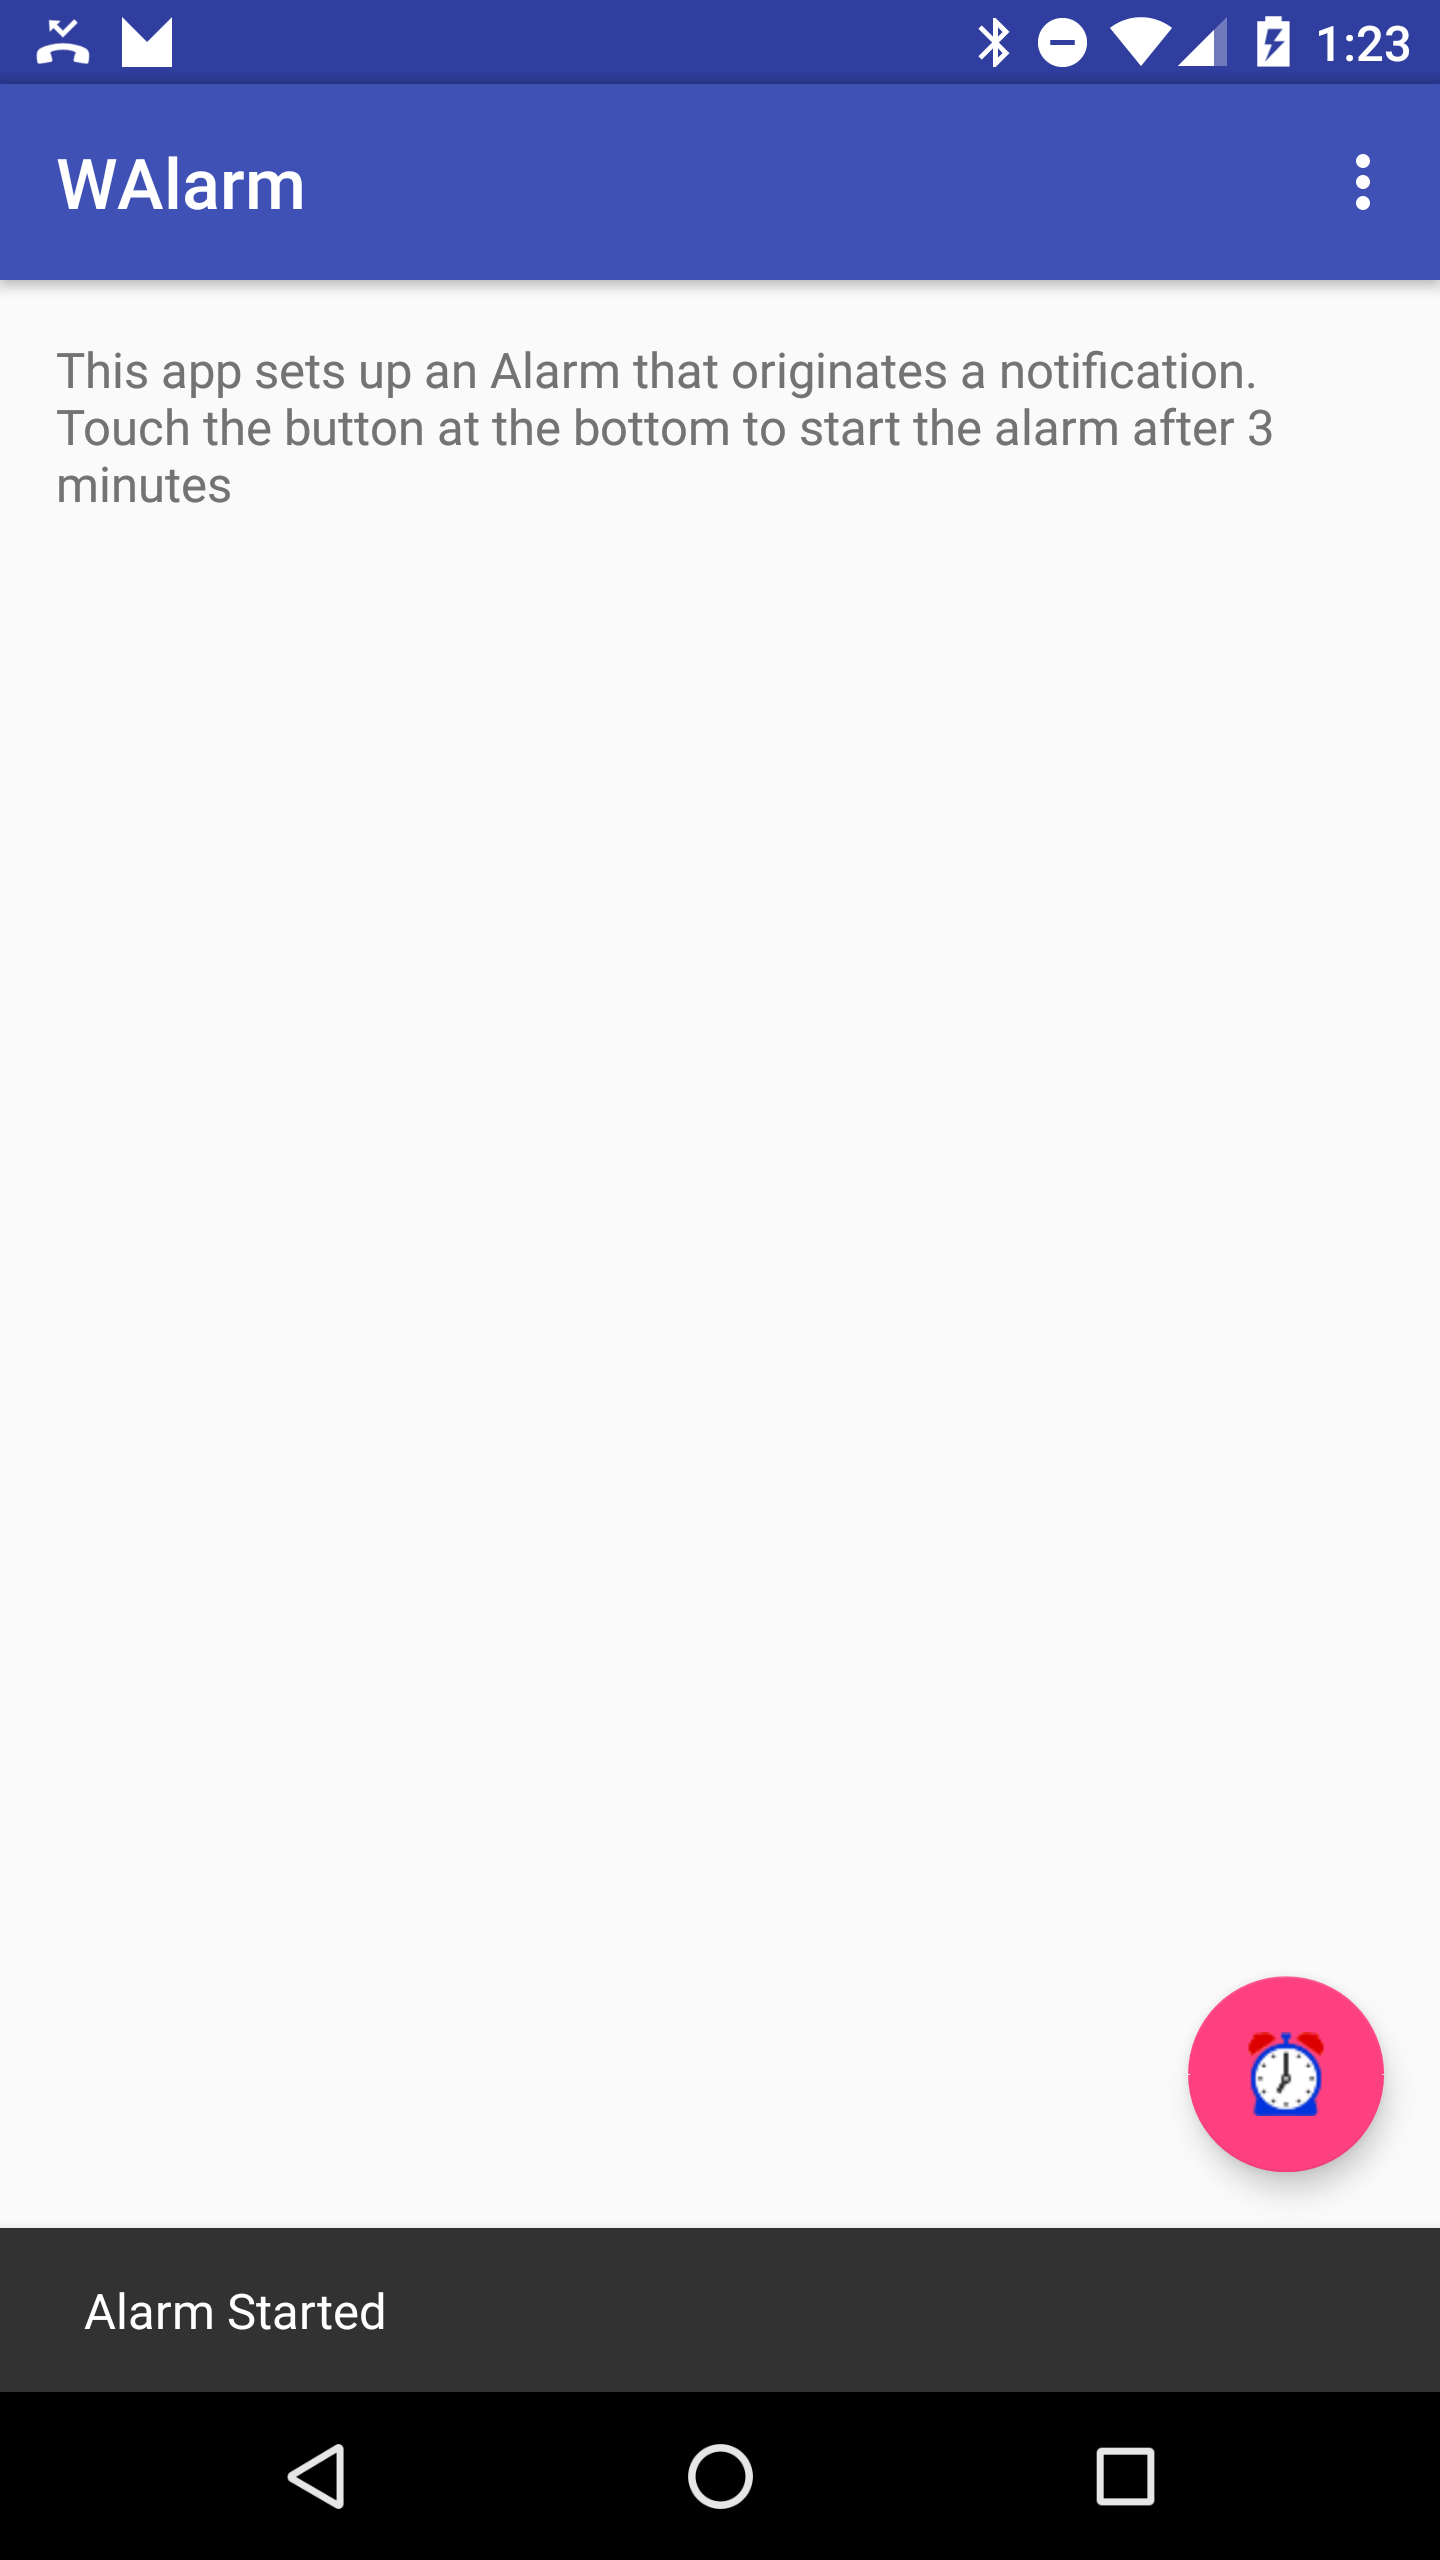 1:23
WAlarm
This app sets up an Alarm that originates a notification.
Touch the button at the bottom to start the alarm after 3
minutes
Alarm Started